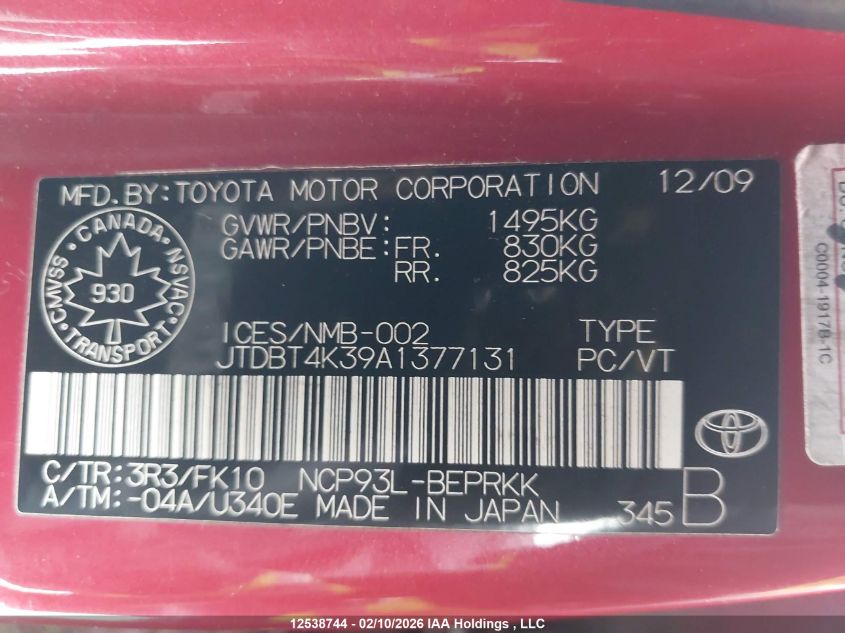 MFD. BY: TOYOTA MOTOR CORPORATION 12/09
GVWR/PNBV: 1495KG
GAWR/PNBE: FR. 830KG
RR. 825KG
CANADA
CMVSS NSVAC
930
TRANSPORT
ICES/NMB-002 TYPE
JTDBT4K39A1377131 PC/VT
C/TR: 3R3/FK10 NCP93L-BEPRKK
A/TM: -04A/U340E MADE IN JAPAN 345 B
C0004-19178-1C
12538744 - 02/10/2026 IAA Holdings , LLC